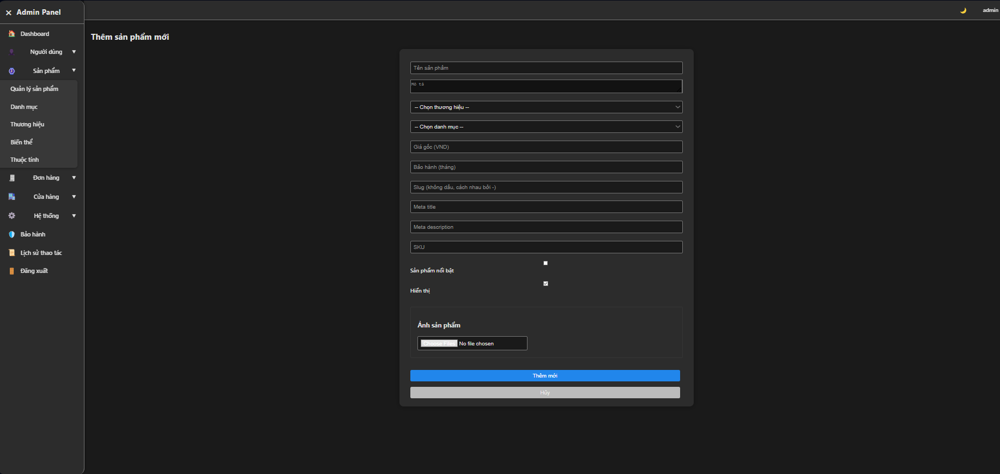 Admin Panel
admin
Dashboard
Người dùng
Sản phẩm
Quản lý sản phẩm
Danh mục
Thương hiệu
Biến thể
Thuộc tính
Đơn hàng
Cửa hàng
Hệ thống
Bảo hành
Lịch sử thao tác
Đăng xuất
Thêm sản phẩm mới
Tên sản phẩm
Mô tả
-- Chọn thương hiệu --
-- Chọn danh mục --
Giá gốc (VND)
Bảo hành (tháng)
Slug (không dấu, cách nhau bởi -)
Meta title
Meta description
SKU
Sản phẩm nổi bật
Hiển thị
Ảnh sản phẩm
Choose Files No file chosen
Thêm mới
Hủy